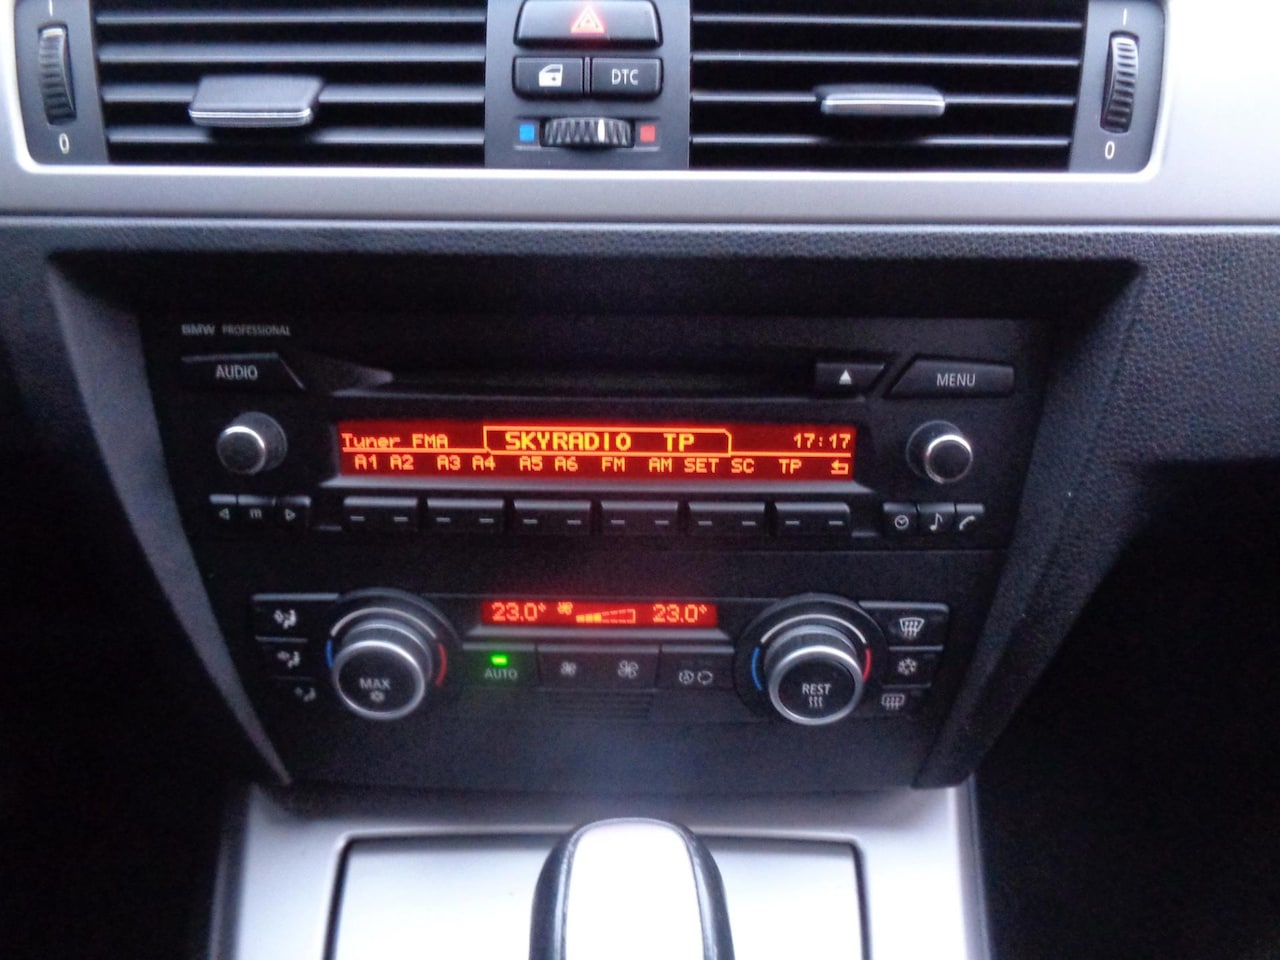 DTC
0
0
BMW PROFESSIONAL
AUDIO
MENU
Tuner FMA SKYRADIO TP 17:17
A1 A2 A3 A4 A5 A6 FM AM SET SC TP
m
23.0° 23.0°
MAX AUTO REST